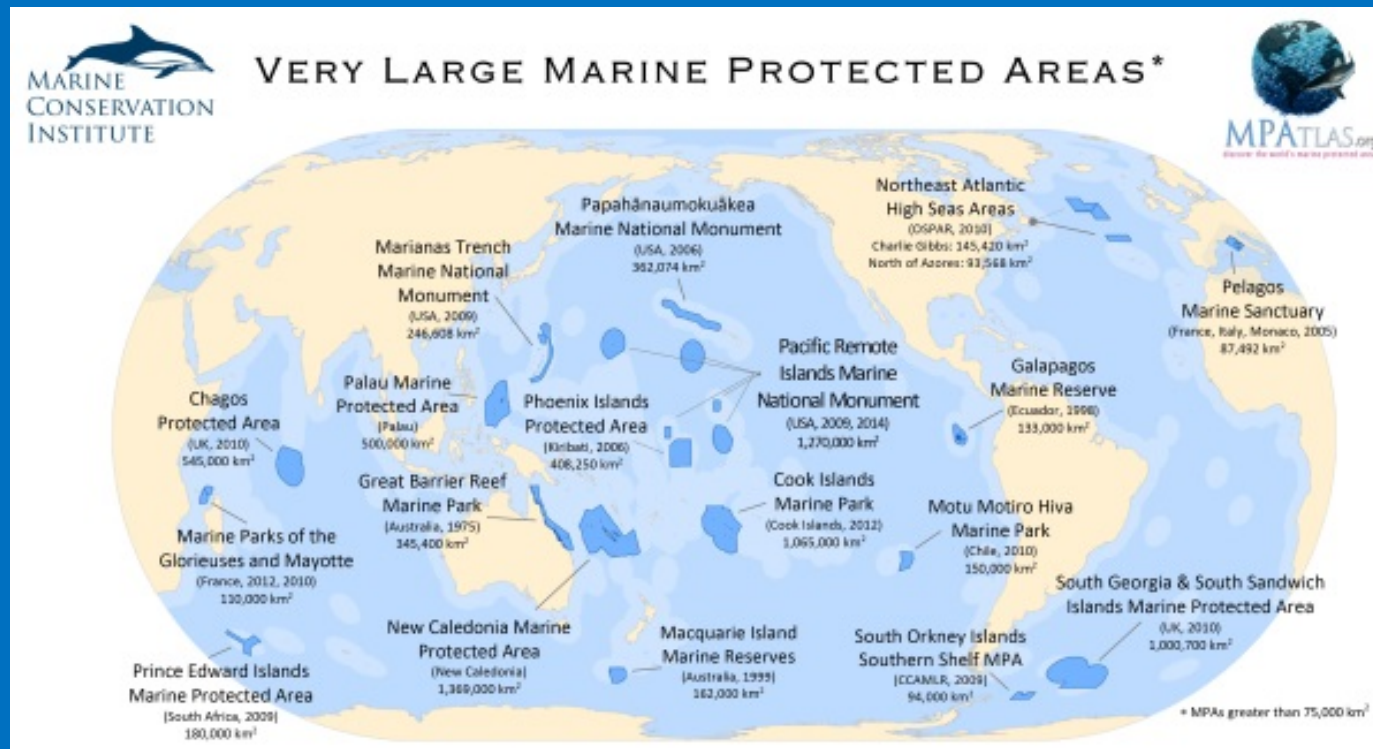 MARINE
CONSERVATION
INSTITUTE
VERY LARGE MARINE PROTECTED AREAS*
MPATLAS.org
discover the world's marine protected areas
Northeast Atlantic
High Seas Areas
(OSPAR, 2010)
Charlie Gibbs: 145,420 km²
North of Azores: 93,568 km²
Papahānaumokuākea
Marine National Monument
(USA, 2006)
362,074 km²
Marianas Trench
Marine National
Monument
(USA, 2009)
246,608 km²
Pelagos
Marine Sanctuary
(France, Italy, Monaco, 2005)
87,492 km²
Pacific Remote
Islands Marine
National Monument
(USA, 2009, 2014)
1,270,000 km²
Galapagos
Marine Reserve
(Ecuador, 1998)
133,000 km²
Palau Marine
Protected Area
(Palau)
500,000 km²
Chagos
Protected Area
(UK, 2010)
545,000 km²
Phoenix Islands
Protected Area
(Kiribati, 2006)
408,250 km²
Great Barrier Reef
Marine Park
(Australia, 1975)
345,400 km²
Cook Islands
Marine Park
(Cook Islands, 2012)
1,065,000 km²
Motu Motiro Hiva
Marine Park
(Chile, 2010)
150,000 km²
Marine Parks of the
Glorieuses and Mayotte
(France, 2012, 2010)
110,000 km²
South Georgia & South Sandwich
Islands Marine Protected Area
(UK, 2010)
1,000,700 km²
New Caledonia Marine
Protected Area
(New Caledonia)
1,369,000 km²
Macquarie Island
Marine Reserves
(Australia, 1999)
162,000 km²
South Orkney Islands
Southern Shelf MPA
(CCAMLR, 2009)
94,000 km²
Prince Edward Islands
Marine Protected Area
(South Africa, 2009)
180,000 km²
* MPAs greater than 75,000 km²